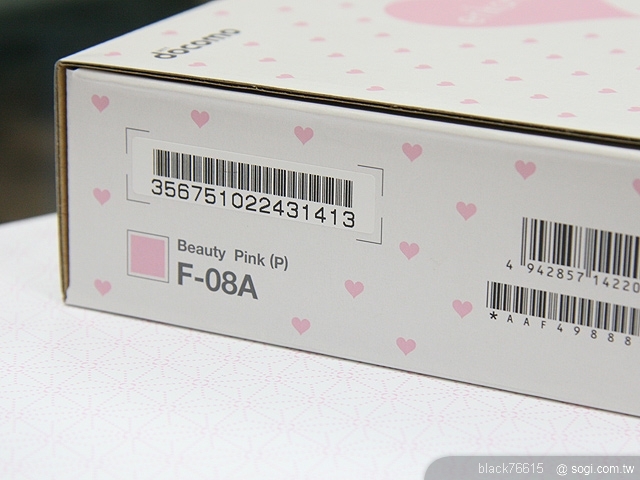 docomo
356751022431413
Beauty Pink (P)
F-08A
4 942857 14220
*AAF49888
black76615 @ sogi.com.tw